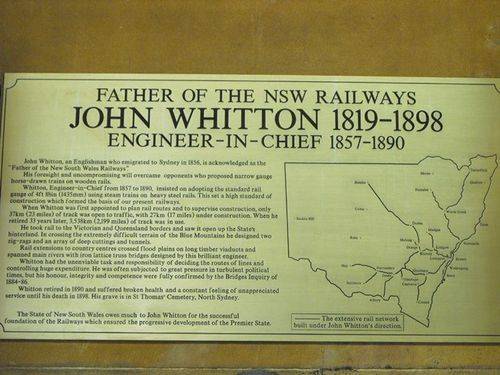 FATHER OF THE NSW RAILWAYS
JOHN WHITTON 1819-1898
ENGINEER-IN-CHIEF 1857-1890
John Whitton, an Englishman who emigrated to Sydney in 1856, is acknowledged as the
"Father of the New South Wales Railways".
His foresight and uncompromising will overcame opponents who proposed narrow gauge
horse-drawn trains on wooden rails.
Whitton, Engineer-in-Chief from 1857 to 1890, insisted on adopting the standard rail
gauge of 4ft 8½in (1435mm) using steam trains on heavy steel rails. This set a high standard of
construction which formed the basis of our present railways.
When Whitton was first appointed to plan rail routes and to supervise construction, only
37km (23 miles) of track was open to traffic, with 27km (17 miles) under construction. When he
retired 33 years later, 3,538km (2,199 miles) of track was in use.
He took rail to the Victorian and Queensland borders and saw it open up the State's
hinterland. In crossing the extremely difficult terrain of the Blue Mountains he designed two
zig-zags and an array of deep cuttings and tunnels.
Rail extensions to country centres crossed flood plains on long timber viaducts and
spanned main rivers with iron lattice truss bridges designed by this brilliant engineer.
Whitton had the unenviable task and responsibility of deciding the routes of lines and
controlling huge expenditure. He was often subjected to great pressure in turbulent political
times, but his honour, integrity and competence were fully confirmed by the Bridges Inquiry of
1884-86.
Whitton retired in 1890 and suffered broken health and a constant feeling of unappreciated
service until his death in 1898. His grave is in St Thomas' Cemetery, North Sydney.
The State of New South Wales owes much to John Whitton for the successful
foundation of the Railways which ensured the progressive development of the Premier State.
Bourke
Broken Hill
Albury
The extensive rail network
built under John Whitton's direction.